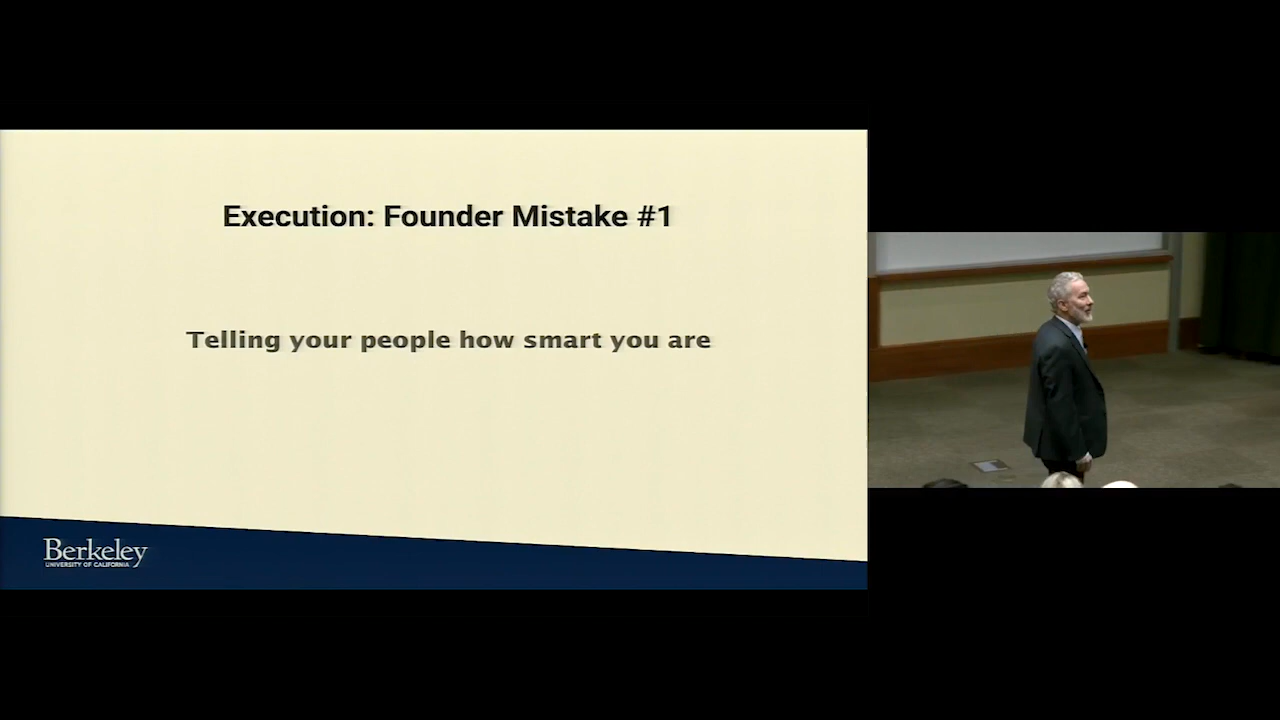 Execution: Founder Mistake #1
Telling your people how smart you are
Berkeley
UNIVERSITY OF CALIFORNIA